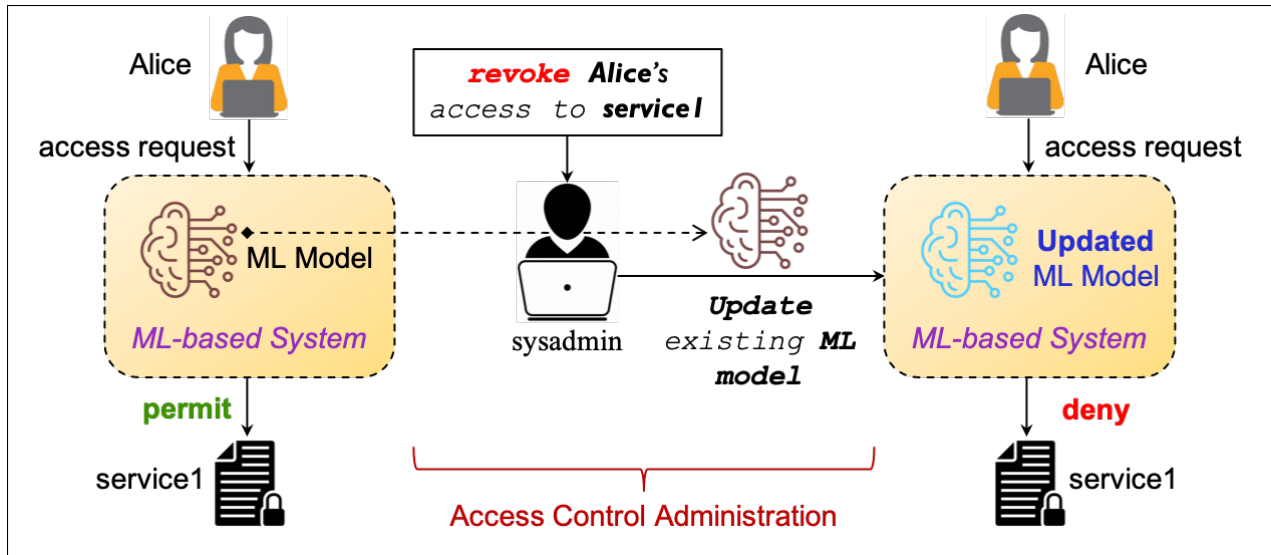 Alice
access request
ML Model
ML-based System
permit
service1
revoke Alice's
access to service1
sysadmin
Update
existing ML
model
Access Control Administration
Alice
access request
Updated
ML Model
ML-based System
deny
service1